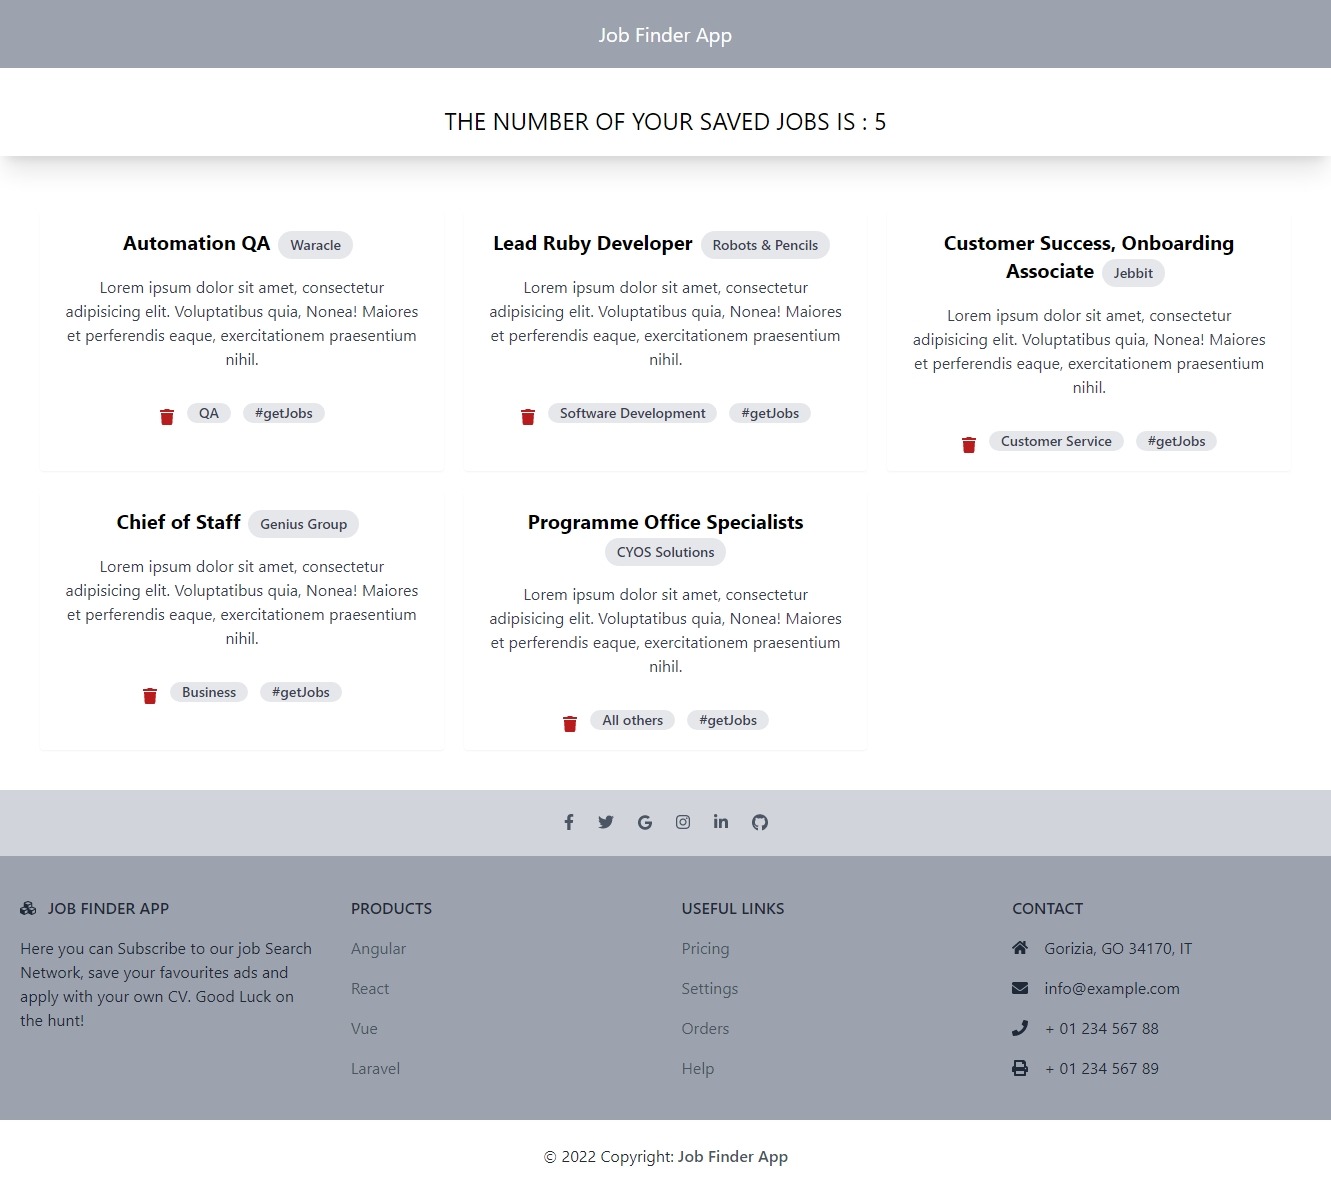 Job Finder App
THE NUMBER OF YOUR SAVED JOBS IS : 5
Automation QA Waracle
Lorem ipsum dolor sit amet, consectetur
adipisicing elit. Voluptatibus quia, Nonea! Maiores
et perferendis eaque, exercitationem praesentium
nihil.
QA #getJobs
Lead Ruby Developer Robots & Pencils
Lorem ipsum dolor sit amet, consectetur
adipisicing elit. Voluptatibus quia, Nonea! Maiores
et perferendis eaque, exercitationem praesentium
nihil.
Software Development #getJobs
Customer Success, Onboarding
Associate Jebbit
Lorem ipsum dolor sit amet, consectetur
adipisicing elit. Voluptatibus quia, Nonea! Maiores
et perferendis eaque, exercitationem praesentium
nihil.
Customer Service #getJobs
Chief of Staff Genius Group
Lorem ipsum dolor sit amet, consectetur
adipisicing elit. Voluptatibus quia, Nonea! Maiores
et perferendis eaque, exercitationem praesentium
nihil.
Business #getJobs
Programme Office Specialists
CYOS Solutions
Lorem ipsum dolor sit amet, consectetur
adipisicing elit. Voluptatibus quia, Nonea! Maiores
et perferendis eaque, exercitationem praesentium
nihil.
All others #getJobs
JOB FINDER APP
Here you can Subscribe to our job Search
Network, save your favourites ads and
apply with your own CV. Good Luck on
the hunt!
PRODUCTS
Angular
React
Vue
Laravel
USEFUL LINKS
Pricing
Settings
Orders
Help
CONTACT
Gorizia, GO 34170, IT
info@example.com
+ 01 234 567 88
+ 01 234 567 89
© 2022 Copyright: Job Finder App